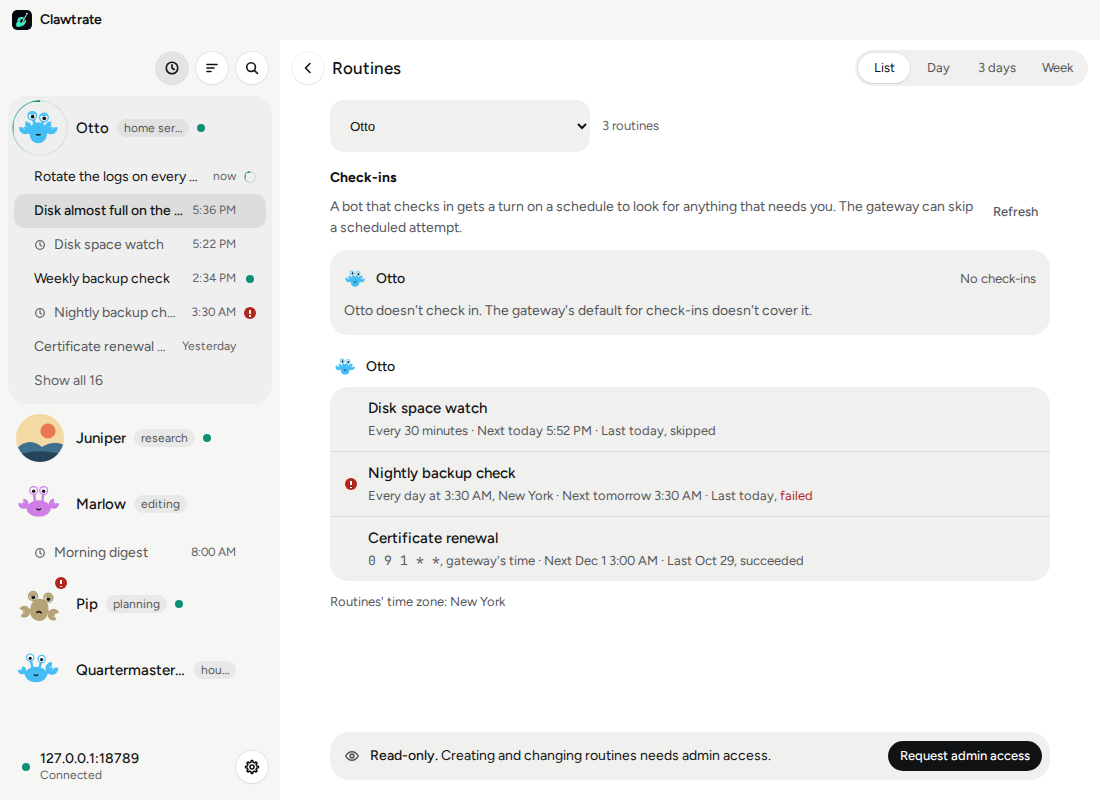 Clawtrate
Routines
List
Day
3 days
Week
Otto
home ser...
Rotate the logs on every ...
now
Disk almost full on the ...
5:36 PM
Disk space watch
5:22 PM
Weekly backup check
2:34 PM
Nightly backup ch...
3:30 AM
Certificate renewal ...
Yesterday
Show all 16
Juniper
research
Marlow
editing
Morning digest
8:00 AM
Pip
planning
Quartermaster...
hou...
127.0.0.1:18789
Connected
Otto
3 routines
Check-ins
A bot that checks in gets a turn on a schedule to look for anything that needs you. The gateway can skip
a scheduled attempt.
Refresh
Otto
No check-ins
Otto doesn't check in. The gateway's default for check-ins doesn't cover it.
Otto
Disk space watch
Every 30 minutes · Next today 5:52 PM · Last today, skipped
Nightly backup check
Every day at 3:30 AM, New York · Next tomorrow 3:30 AM · Last today, failed
Certificate renewal
0 9 1 * *, gateway's time · Next Dec 1 3:00 AM · Last Oct 29, succeeded
Routines' time zone: New York
Read-only. Creating and changing routines needs admin access.
Request admin access